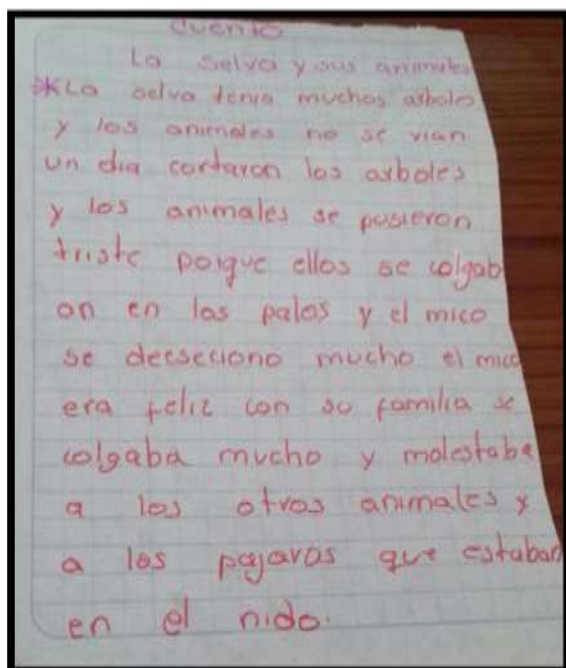 Cuento
La selva y sus animales
*La selva tenia muchos arbole
y los animales no se vian
un dia cortaron los arboles
y los animales se pusieron
triste porque ellos se colgab
an en los palos y el mico
se decseciono mucho el mico
era feliz con su familia se
colgaba mucho y molestaba
a los otros animales y
a los pajaros que estaban
en el nido.